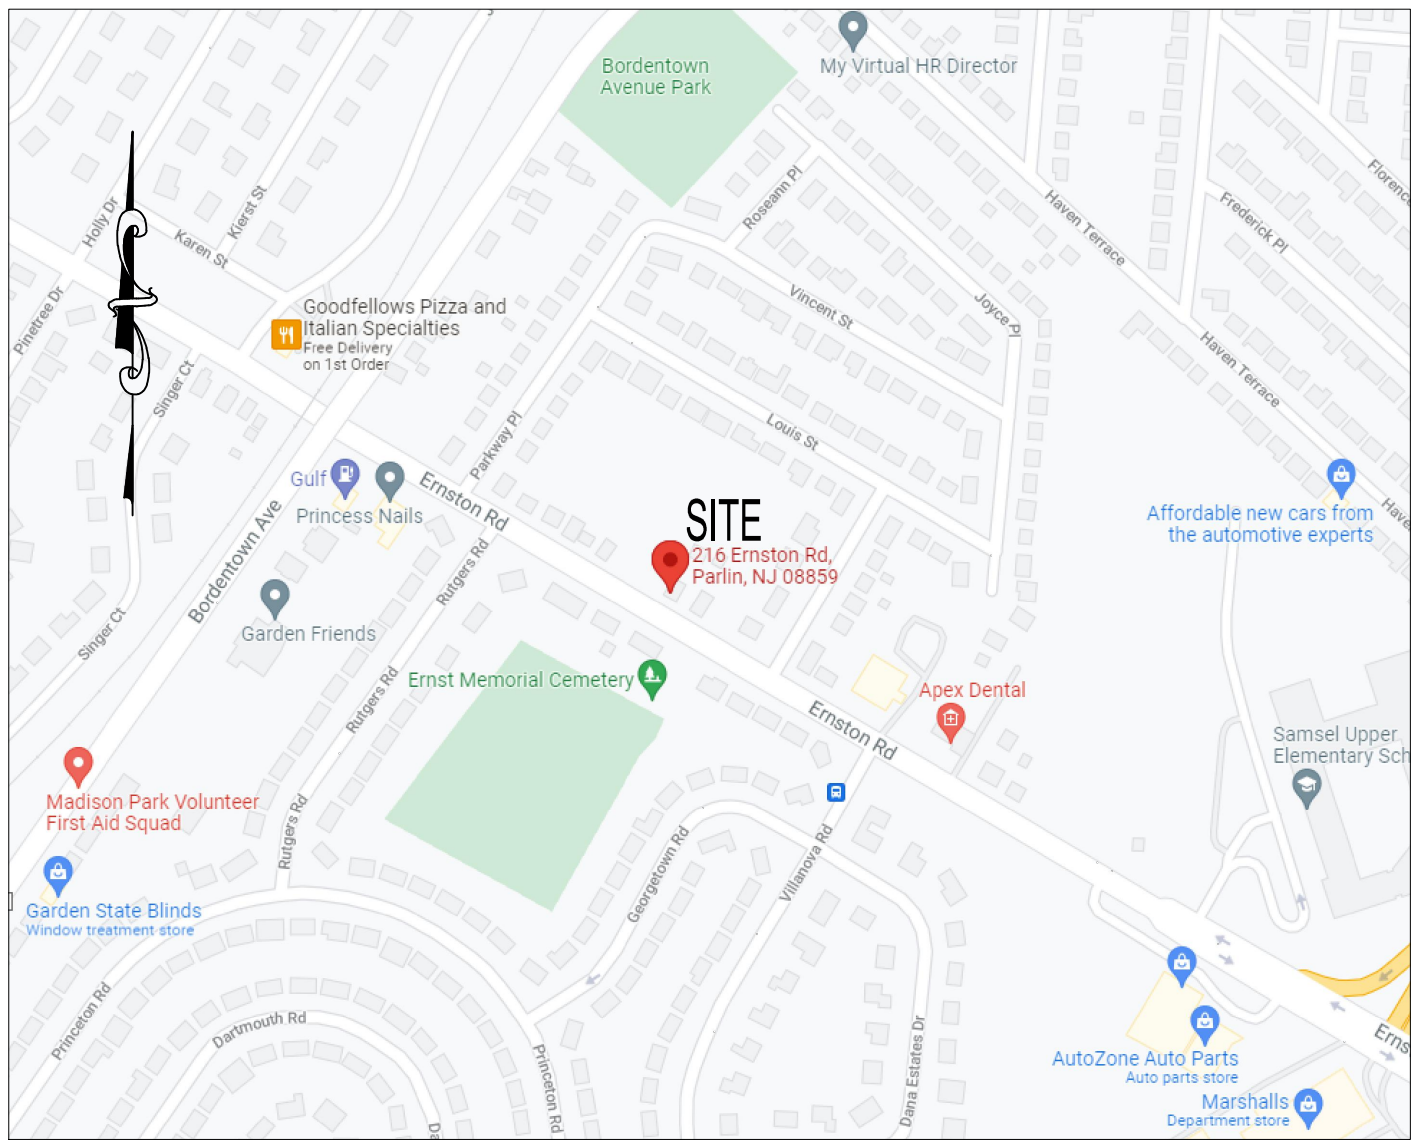 Bordentown
Avenue Park
My Virtual HR Director
Florence
Holly Dr
Kierst St
Karen St
Roseann Pl
Haven Terrace
Frederick Pl
Pinetree Dr
Goodfellows Pizza and
Italian Specialties
Free Delivery
on 1st Order
Vincent St
Joyce Pl
Haven Terrace
Singer Ct
Parkway Pl
Louis St
Gulf
Ernston Rd
Princess Nails
SITE
216 Ernston Rd,
Parlin, NJ 08859
Affordable new cars from
the automotive experts
Have
Bordentown Ave
Rutgers Rd
Garden Friends
Singer Ct
Ernst Memorial Cemetery
Rutgers Rd
Apex Dental
Ernston Rd
Samsel Upper
Elementary Sch
Madison Park Volunteer
First Aid Squad
Rutgers Rd
Georgetown Rd
Villanova Rd
Garden State Blinds
Window treatment store
Princeton Rd
Dartmouth Rd
Princeton Rd
Dana Estates Dr
Da
Erns
AutoZone Auto Parts
Auto parts store
Marshalls
Department store